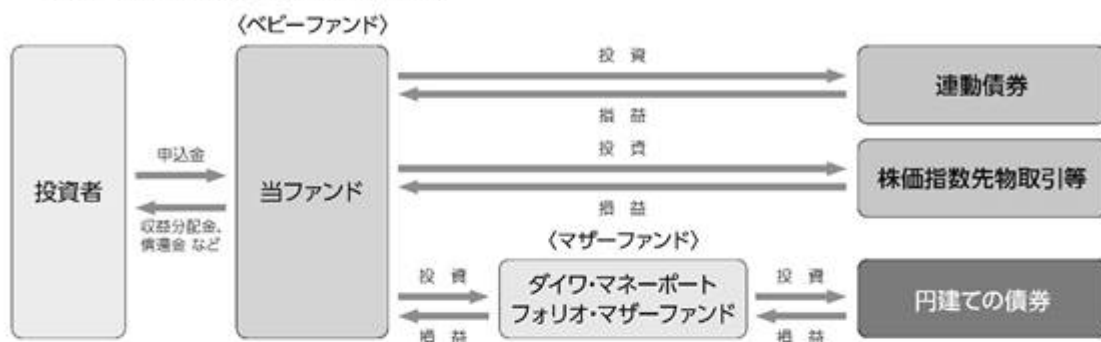 〈ベビーファンド〉
投資者
申込金
収益分配金、
償還金 など
当ファンド
投 資
損 益
連動債券
投 資
損 益
株価指数先物取引等
〈マザーファンド〉
投 資
損 益
ダイワ・マネーポート
フォリオ・マザーファンド
投 資
損 益
円建ての債券